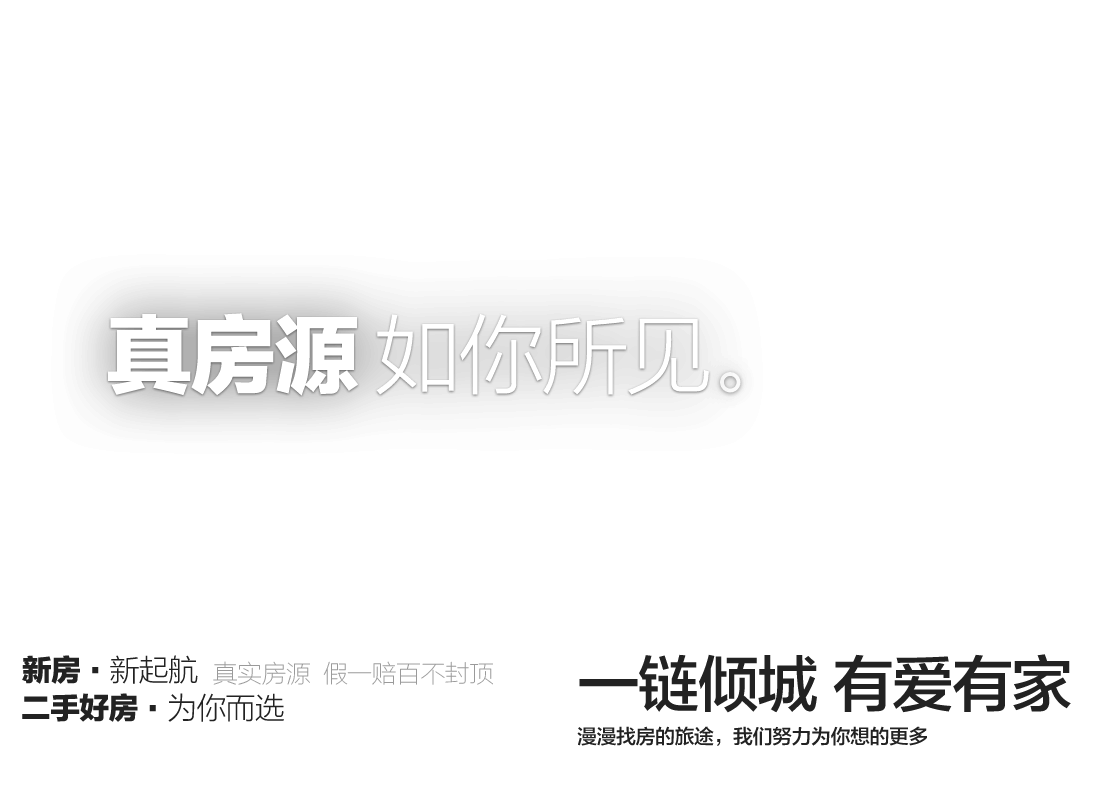 真房源 如你所见。
新房·新起航 真实房源 假一赔百不封顶
二手好房·为你而选
一链倾城 有爱有家
漫漫找房的旅途，我们努力为你想的更多